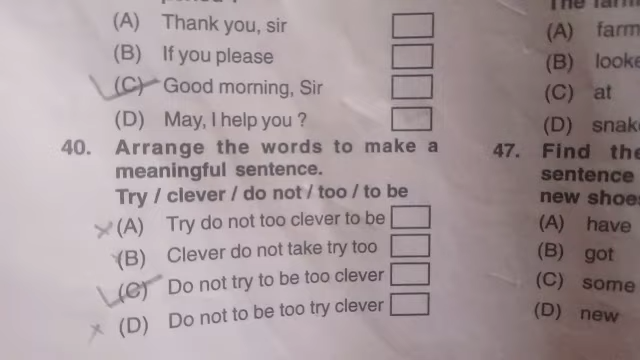 (A) Thank you, sir
(B) If you please
(C) Good morning, Sir
(D) May, I help you ?
40. Arrange the words to make a
meaningful sentence.
Try / clever / do not / too / to be
(A) Try do not too clever to be
(B) Clever do not take try too
(C) Do not try to be too clever
(D) Do not to be too try clever
(A) farm
(B) looke
(C) at
(D) snak
47. Find the
sentence
new shoe
(A) have
(B) got
(C) some
(D) new